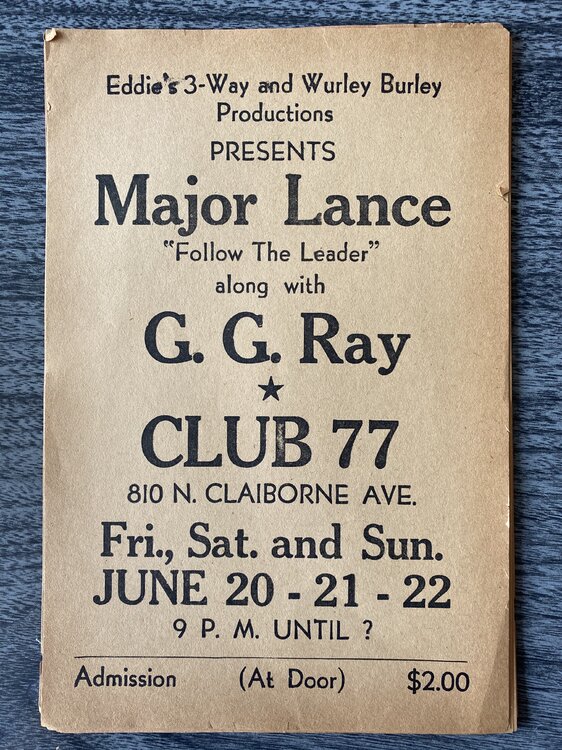 Eddie's 3-Way and Wurley Burley
Productions
PRESENTS
Major Lance
"Follow The Leader"
along with
G. G. Ray
CLUB 77
810 N. CLAIBORNE AVE.
Fri., Sat. and Sun.
JUNE 20 - 21 - 22
9 P. M. UNTIL ?
Admission (At Door) $2.00